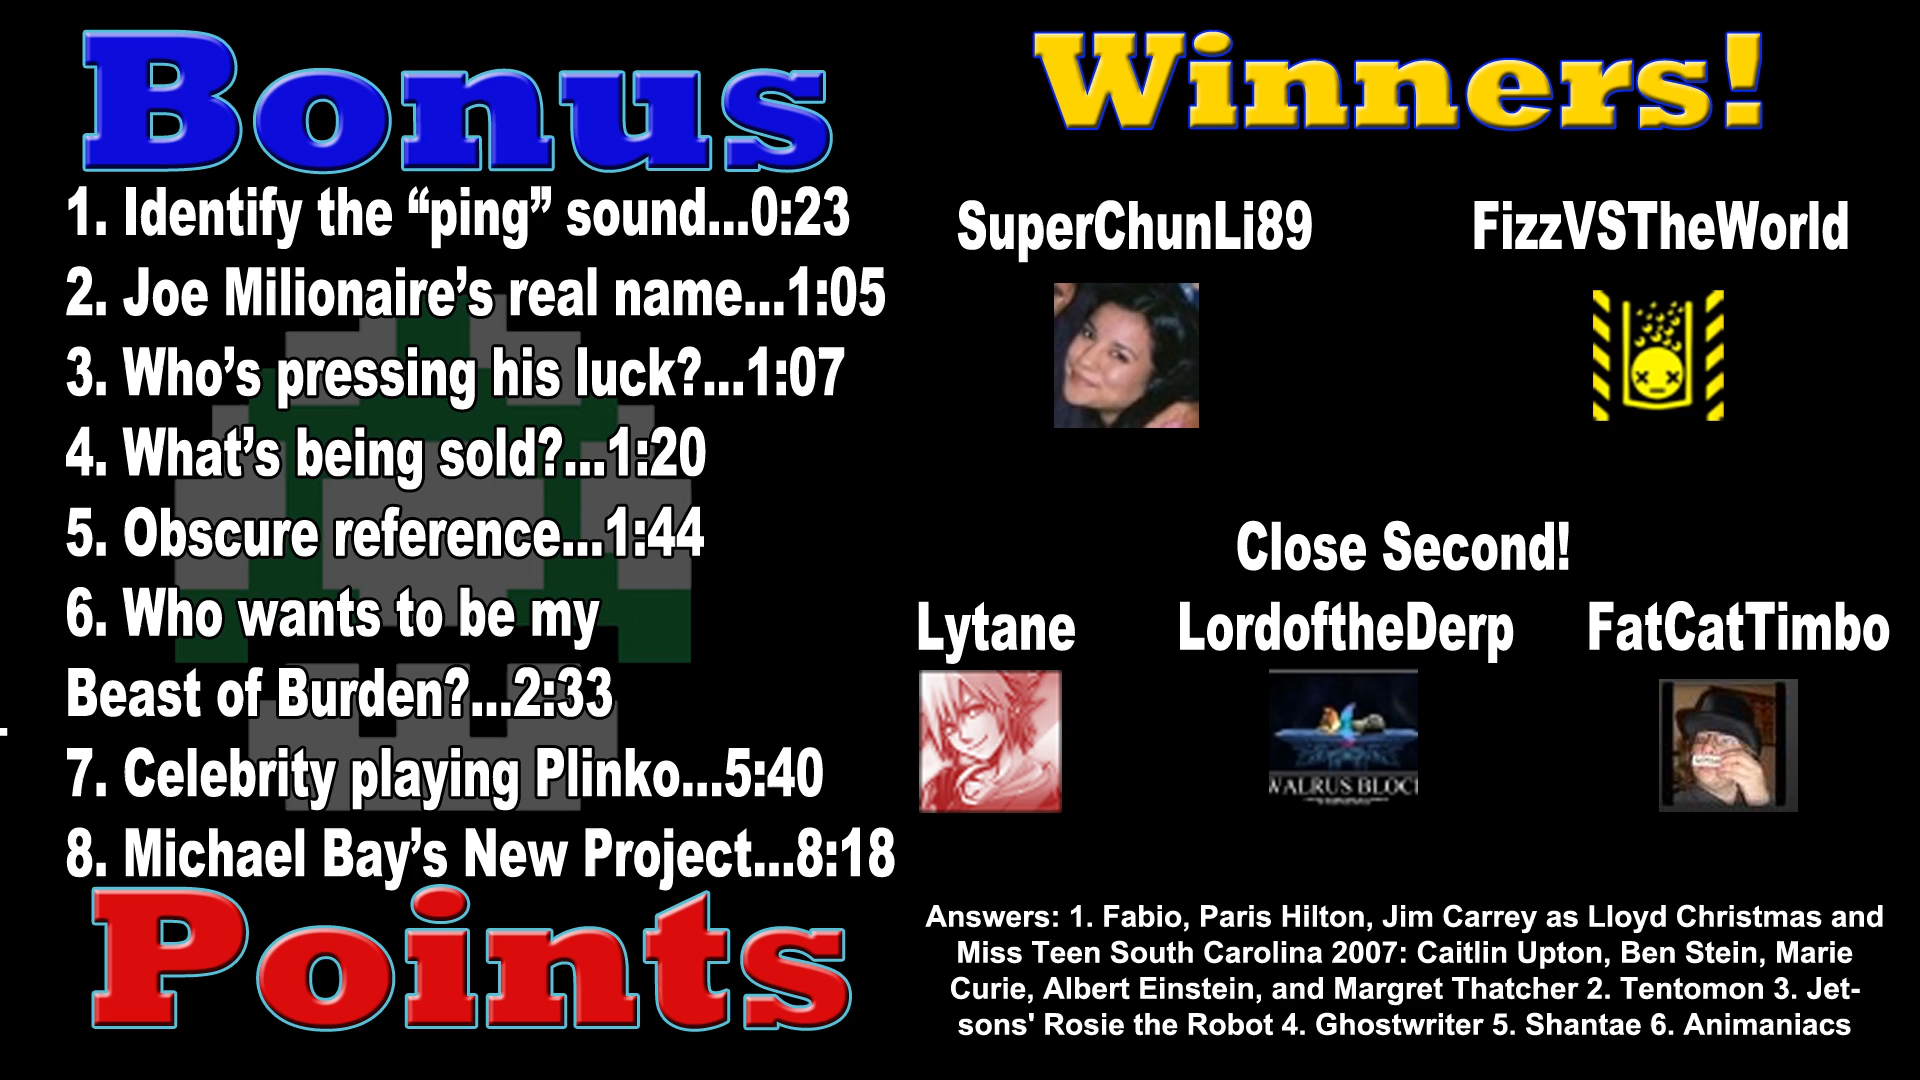 Bonus
1. Identify the “ping” sound...0:23
2. Joe Milionaire’s real name...1:05
3. Who’s pressing his luck?...1:07
4. What’s being sold?...1:20
5. Obscure reference...1:44
6. Who wants to be my
Beast of Burden?...2:33
7. Celebrity playing Plinko...5:40
8. Michael Bay’s New Project...8:18
Points
Winners!
SuperChunLi89
FizzVSTheWorld
Close Second!
Lytane
LordoftheDerp
FatCatTimbo
WALRUS BLOCK
Answers: 1. Fabio, Paris Hilton, Jim Carrey as Lloyd Christmas and
Miss Teen South Carolina 2007: Caitlin Upton, Ben Stein, Marie
Curie, Albert Einstein, and Margret Thatcher 2. Tentomon 3. Jet-
sons' Rosie the Robot 4. Ghostwriter 5. Shantae 6. Animaniacs